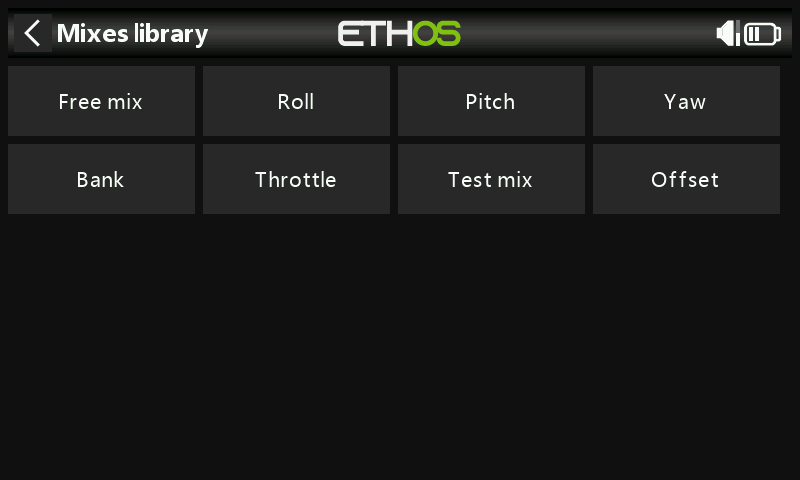 Mixes library
ETHOS
Free mix
Roll
Pitch
Yaw
Bank
Throttle
Test mix
Offset